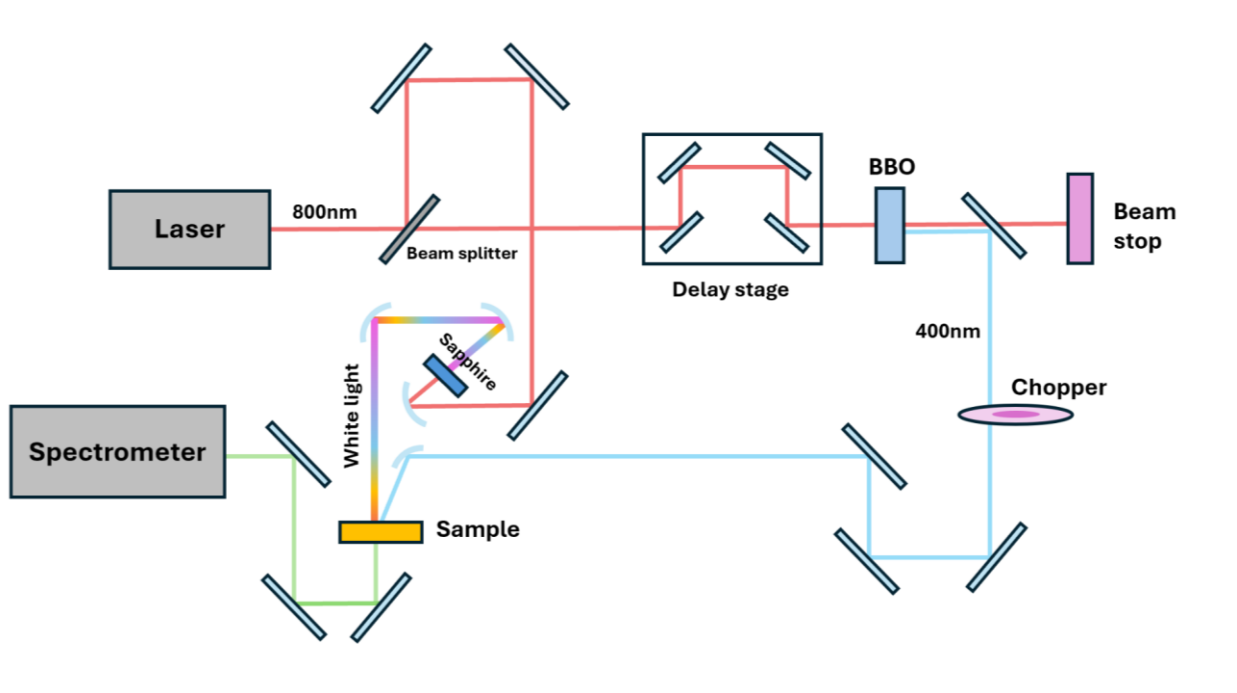 BBO
Laser
800nm
Beam splitter
Beam
stop
Delay stage
400nm
Sapphire
White light
Chopper
Spectrometer
Sample